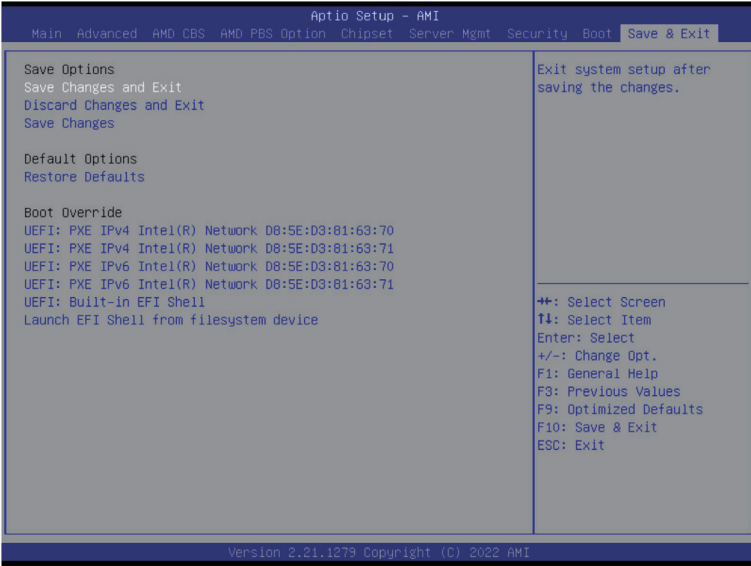 Aptio Setup – AMI
Main Advanced AMD CBS AMD PBS Option Chipset Server Mgmt Security Boot Save & Exit
Save Options
Save Changes and Exit
Discard Changes and Exit
Save Changes
Default Options
Restore Defaults
Boot Override
UEFI: PXE IPv4 Intel(R) Network D8:5E:D3:81:63:70
UEFI: PXE IPv4 Intel(R) Network D8:5E:D3:81:63:71
UEFI: PXE IPv6 Intel(R) Network D8:5E:D3:81:63:70
UEFI: PXE IPv6 Intel(R) Network D8:5E:D3:81:63:71
UEFI: Built-in EFI Shell
Launch EFI Shell from filesystem device
Exit system setup after
saving the changes.
→←: Select Screen
↑↓: Select Item
Enter: Select
+/-: Change Opt.
F1: General Help
F3: Previous Values
F9: Optimized Defaults
F10: Save & Exit
ESC: Exit
Version 2.21.1279 Copyright (C) 2022 AMI